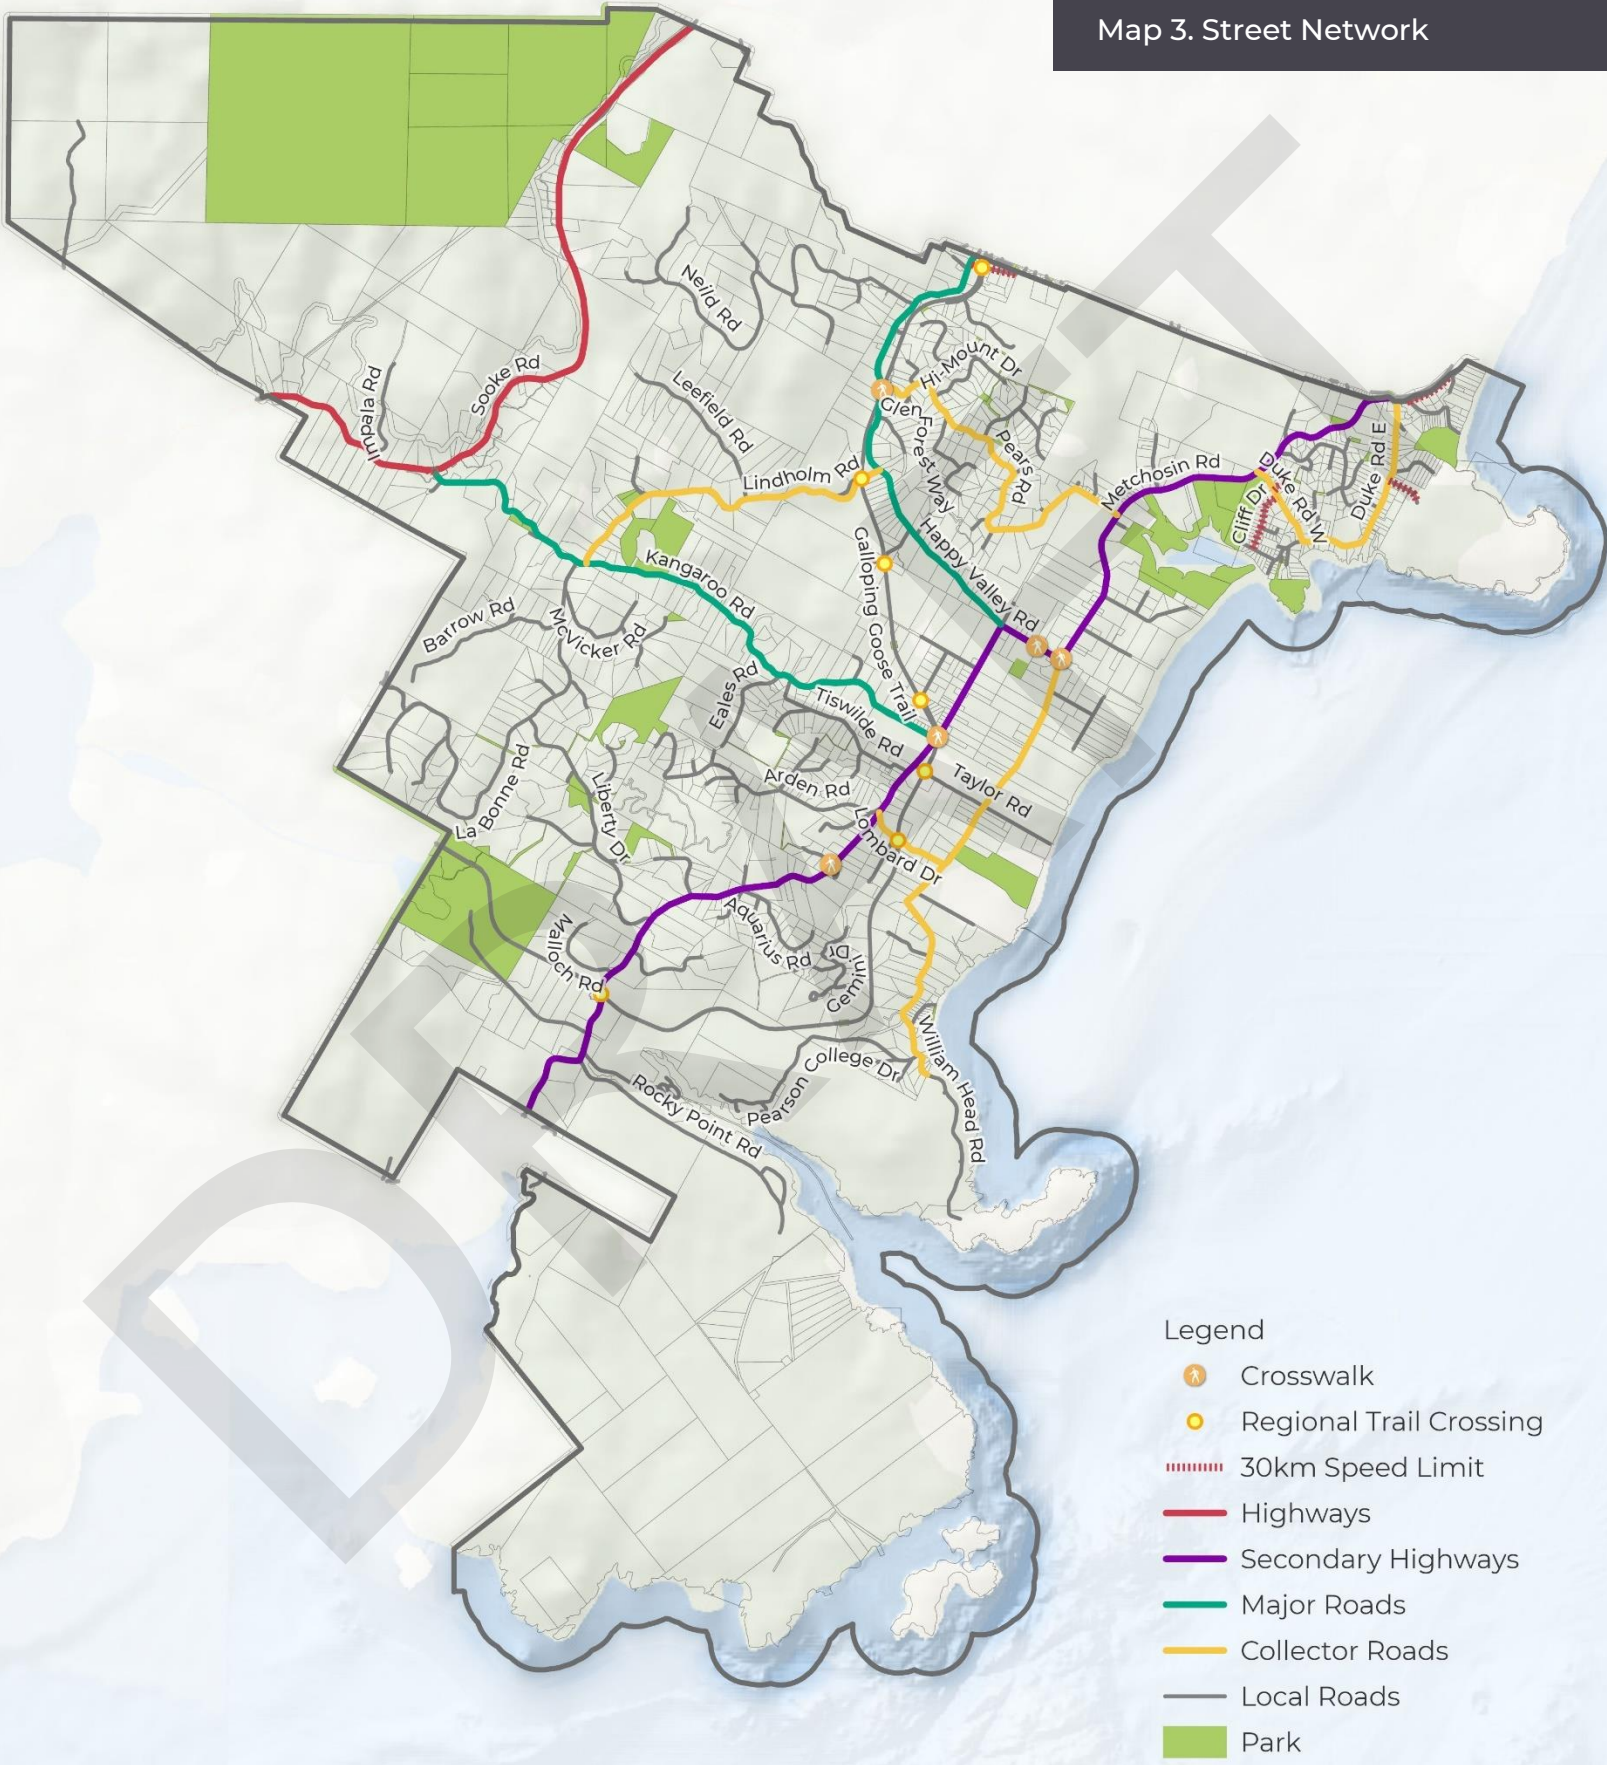 Map 3. Street Network
Neild Rd
Hi-Mount Dr
Sooke Rd
Impala Rd
Leefield Rd
Glen
Forest Way
Pears Rd
Lindholm Rd
Metchosin Rd
Duke Rd E
Duke Rd W
Cliff Dr
Happy Valley Rd
Galloping Goose Trail
Kangaroo Rd
Barrow Rd
McVicker Rd
Eales Rd
Tiswilde Rd
Taylor Rd
Arden Rd
La Bonne Rd
Liberty Dr
Lombard Dr
Aquarius Rd
Malloch Rd
Gemini Dr
William Head Rd
Pearson College Dr
Rocky Point Rd
DRAFT
Legend
Crosswalk
Regional Trail Crossing
30km Speed Limit
Highways
Secondary Highways
Major Roads
Collector Roads
Local Roads
Park